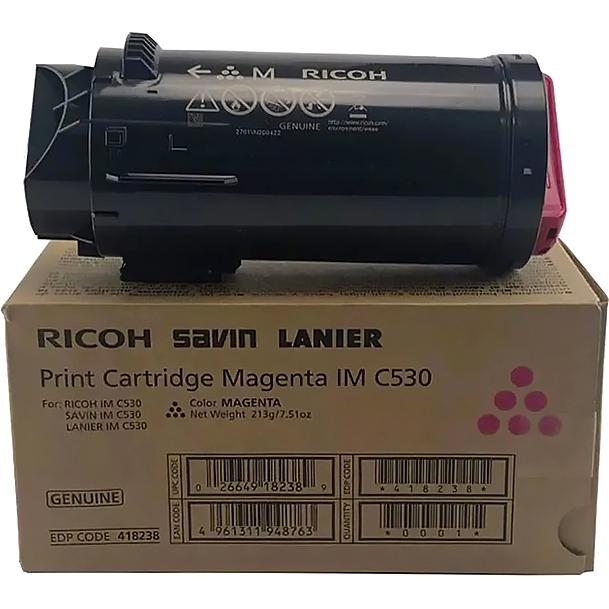 ← M RICOH
GENUINE
RICOH SAVIN LANIER
Print Cartridge Magenta IM C530
For: RICOH IM C530
SAVIN IM C530
LANIER IM C530
Color MAGENTA
Net Weight 213g/7.51oz
GENUINE
EDP CODE 418238
UPC CODE
0 26649 18238 9
EDP CODE
*418238*
EAN CODE
4 961311 948763
QUANTITY
*0001*